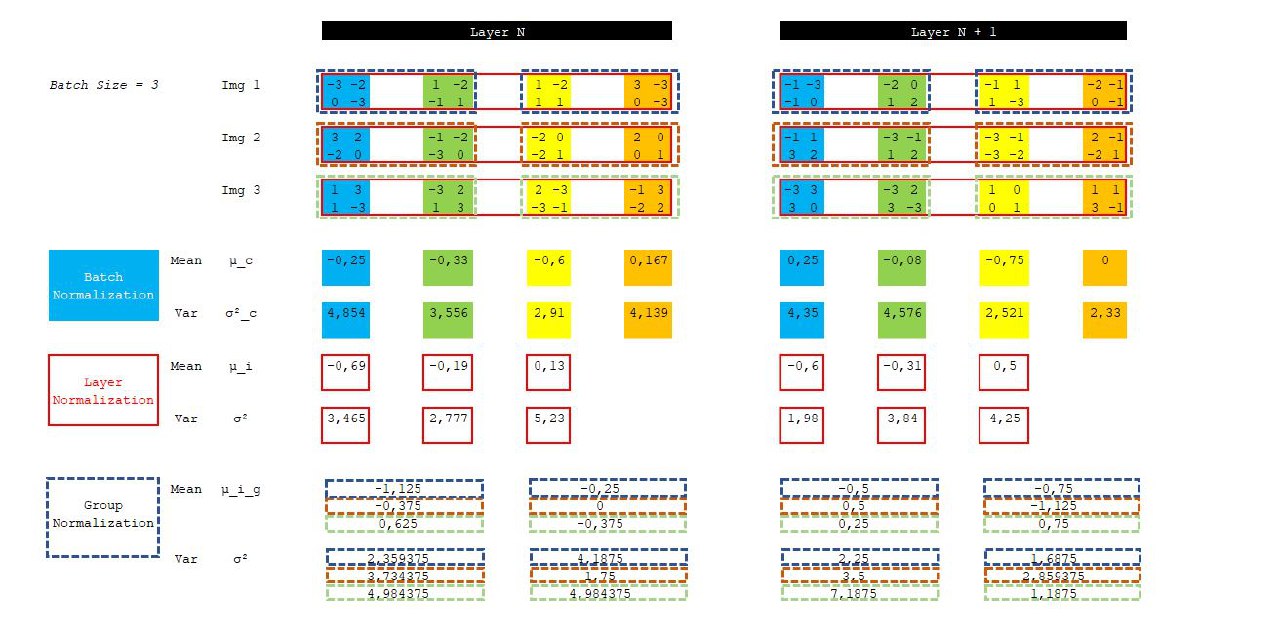 Layer N Layer N + 1
Batch Size = 3 Img 1 -3 -2 1 -2 1 -2 3 -3 -1 -3 -2 0 -1 1 -2 -1
0 -3 -1 1 1 1 0 -3 -1 0 1 2 1 -3 0 -1
Img 2 3 2 -1 -2 -2 0 2 0 -1 1 -3 -1 -3 -1 2 -1
-2 0 -3 0 -2 1 0 1 3 2 1 2 -3 -2 -2 1
Img 3 1 3 -3 2 2 -3 -1 3 -3 3 -3 2 1 0 1 1
1 -3 1 3 -3 -1 -2 2 3 0 3 -3 0 1 3 -1
Mean μ_c -0,25 -0,33 -0,6 0,167 0,25 -0,08 -0,75 0
Batch
Normalization
Var σ²_c 4,854 3,556 2,91 4,139 4,35 4,576 2,521 2,33
Mean μ_i -0,69 -0,19 0,13 -0,6 -0,31 0,5
Layer
Normalization
Var σ² 3,465 2,777 5,23 1,98 3,84 4,25
Mean μ_i_g -1,125 -0,25 -0,5 -0,75
Group -0,375 0 0,5 -1,125
Normalization 0,625 -0,375 0,25 0,75
Var σ² 2,359375 4,1875 2,25 1,6875
3,734375 1,75 3,5 2,859375
4,984375 4,984375 7,1875 1,1875